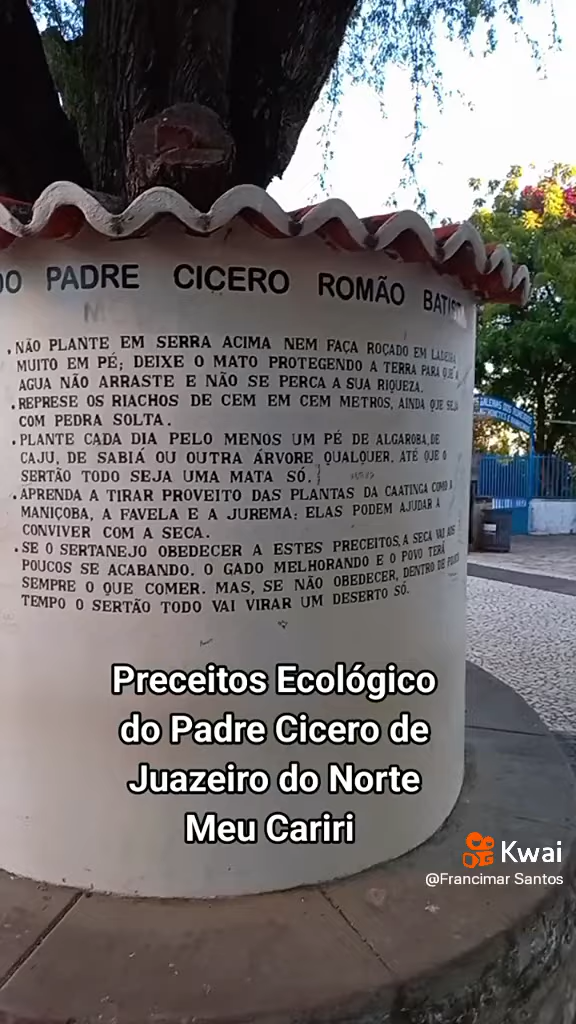 DO PADRE CICERO ROMÃO BATISTA
• NÃO PLANTE EM SERRA ACIMA NEM FAÇA ROÇADO EM LADEIRA
MUITO EM PÉ; DEIXE O MATO PROTEGENDO A TERRA PARA QUE A
AGUA NÃO ARRASTE E NÃO SE PERCA A SUA RIQUEZA.
• REPRESE OS RIACHOS DE CEM EM CEM METROS, AINDA QUE SEJA
COM PEDRA SOLTA.
• PLANTE CADA DIA PELO MENOS UM PÉ DE ALGAROBA, DE
CAJU, DE SABIÁ OU OUTRA ÁRVORE QUALQUER, ATÉ QUE O
SERTÃO TODO SEJA UMA MATA SÓ.
• APRENDA A TIRAR PROVEITO DAS PLANTAS DA CAATINGA COMO A
MANIÇOBA, A FAVELA E A JUREMA; ELAS PODEM AJUDAR A
CONVIVER COM A SECA.
• SE O SERTANEJO OBEDECER A ESTES PRECEITOS, A SECA VAI AOS
POUCOS SE ACABANDO, O GADO MELHORANDO E O POVO TERÁ
SEMPRE O QUE COMER. MAS, SE NÃO OBEDECER, DENTRO DE POUCO
TEMPO O SERTÃO TODO VAI VIRAR UM DESERTO SÓ.
Preceitos Ecológico
do Padre Cicero de
Juazeiro do Norte
Meu Cariri
Kwai
@Francimar Santos